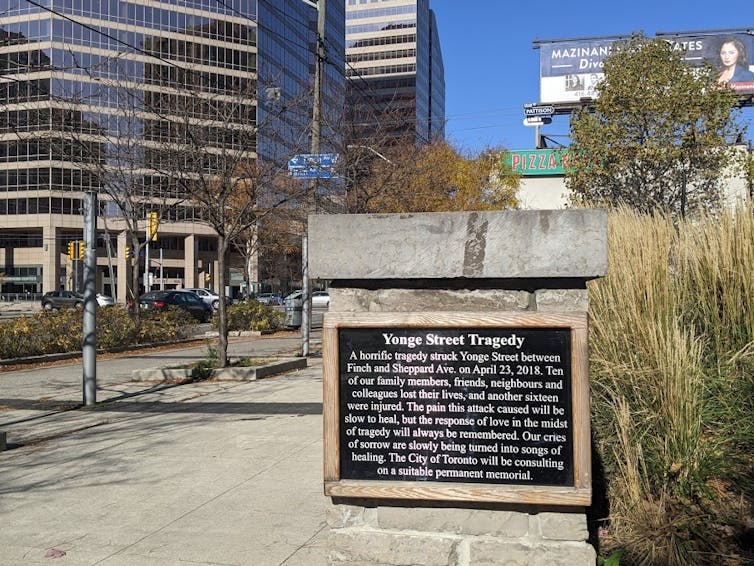 MAZINAN
ATES
PATTISON
PIZZA
Yonge Street Tragedy
A horrific tragedy struck Yonge Street between
Finch and Sheppard Ave. on April 23, 2018. Ten
of our family members, friends, neighbours and
colleagues lost their lives, and another sixteen
were injured. The pain this attack caused will be
slow to heal, but the response of love in the midst
of tragedy will always be remembered. Our cries
of sorrow are slowly being turned into songs of
healing. The City of Toronto will be consulting
on a suitable permanent memorial.